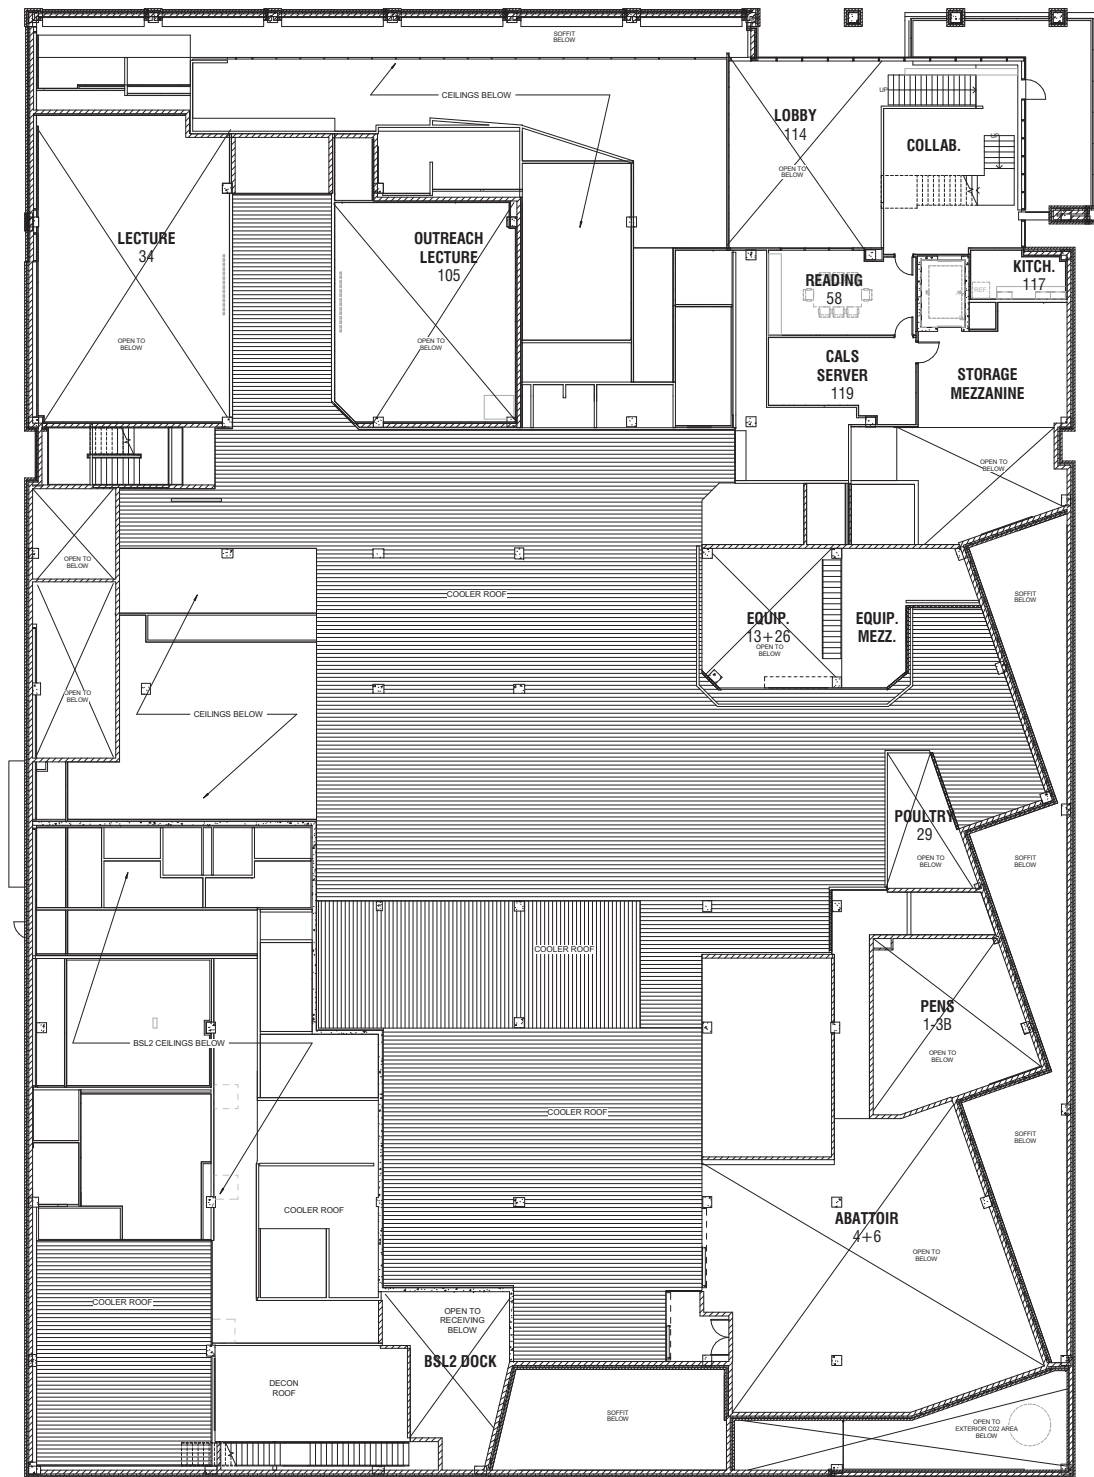 SOFFIT
BELOW
CEILINGS BELOW
UP
LOBBY
114
OPEN TO
BELOW
COLLAB.
UP
LECTURE
34
OPEN TO
BELOW
OUTREACH
LECTURE
105
OPEN TO
BELOW
READING
58
KITCH.
117
REF.
CALS
SERVER
119
STORAGE
MEZZANINE
OPEN TO
BELOW
OPEN TO
BELOW
COOLER ROOF
EQUIP.
13+26
OPEN TO
BELOW
EQUIP.
MEZZ.
SOFFIT
BELOW
OPEN TO
BELOW
CEILINGS BELOW
POULTRY
29
OPEN TO
BELOW
SOFFIT
BELOW
COOLER ROOF
PENS
1-3B
OPEN TO
BELOW
BSL2 CEILINGS BELOW
COOLER ROOF
SOFFIT
BELOW
COOLER ROOF
ABATTOIR
4+6
OPEN TO
BELOW
COOLER ROOF
OPEN TO
RECEIVING
BELOW
BSL2 DOCK
DECON
ROOF
SOFFIT
BELOW
OPEN TO
EXTERIOR C02 AREA
BELOW